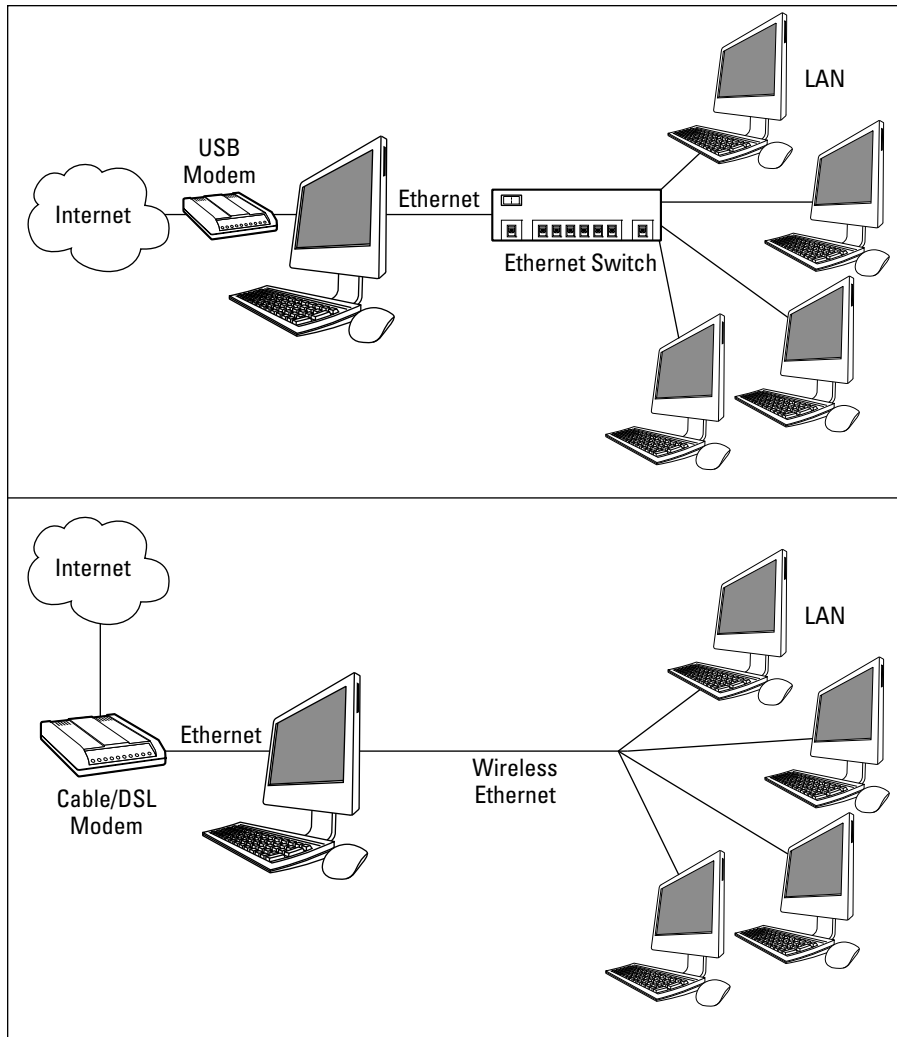 LAN
USB
Modem
Internet
Ethernet
Ethernet Switch
Internet
LAN
Ethernet
Wireless
Ethernet
Cable/DSL
Modem